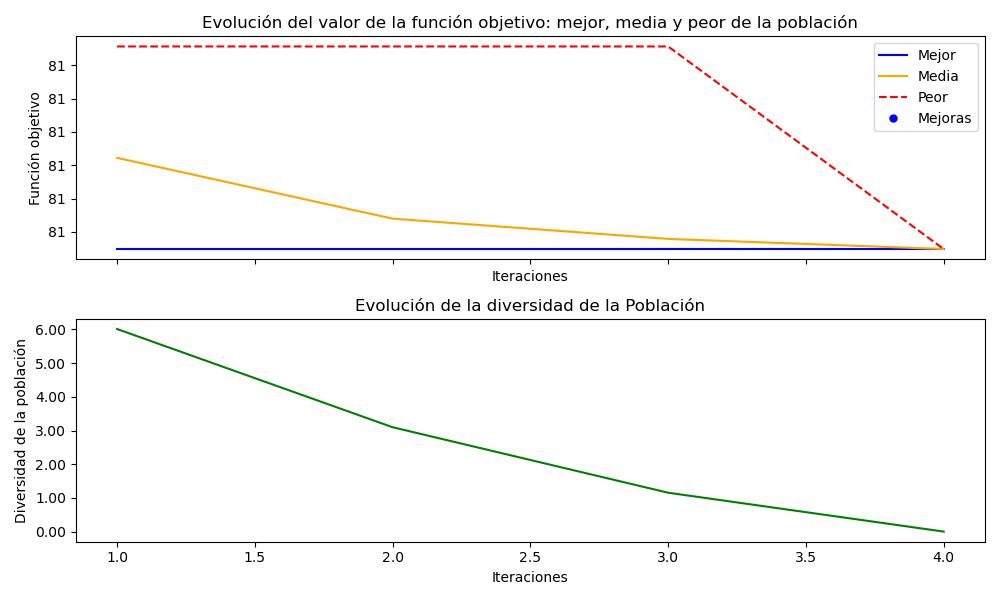 Evolución del valor de la función objetivo: mejor, media y peor de la población
81
81
81
81
81
81
Función objetivo
Mejor
Media
Peor
Mejoras
Iteraciones
Evolución de la diversidad de la Población
6.00
5.00
4.00
3.00
2.00
1.00
0.00
Diversidad de la población
1.0 1.5 2.0 2.5 3.0 3.5 4.0
Iteraciones